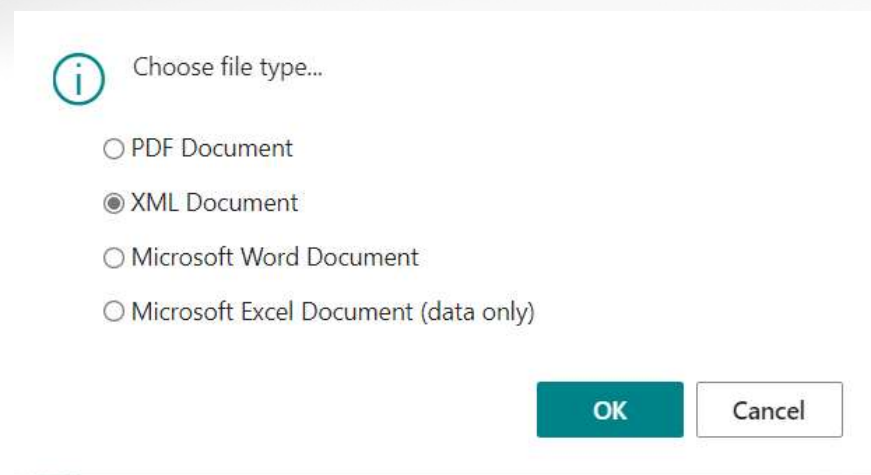 Choose file type...
PDF Document
XML Document
Microsoft Word Document
Microsoft Excel Document (data only)
OK Cancel